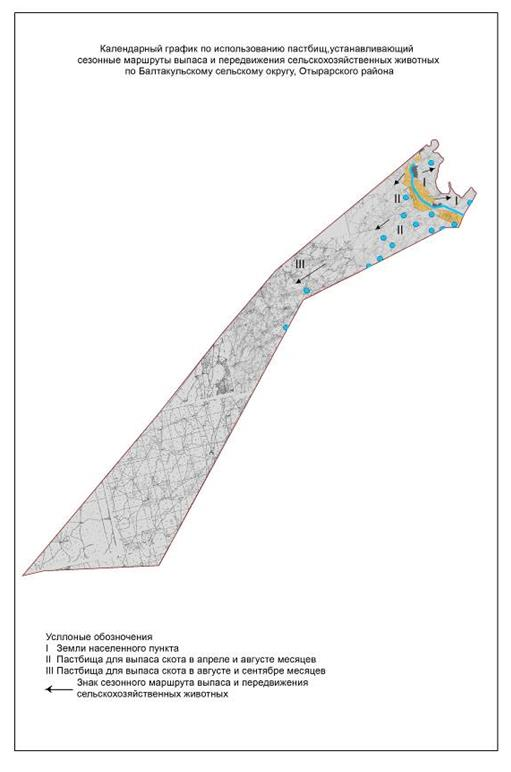 Календарный график по использованию пастбищ,устанавливающий
сезонные маршруты выпаса и передвижения сельскохозяйственных животных
по Балтакульскому сельскому округу, Отырарского района
I
I
II
II
III
Усллоные обозночения
I Земли населенного пункта
II Пастбища для выпаса скота в апреле и августе месяцев
III Пастбища для выпаса скота в августе и сентябре месяцев
Знак сезонного маршрута выпаса и передвижения
сельскохозяйственных животных